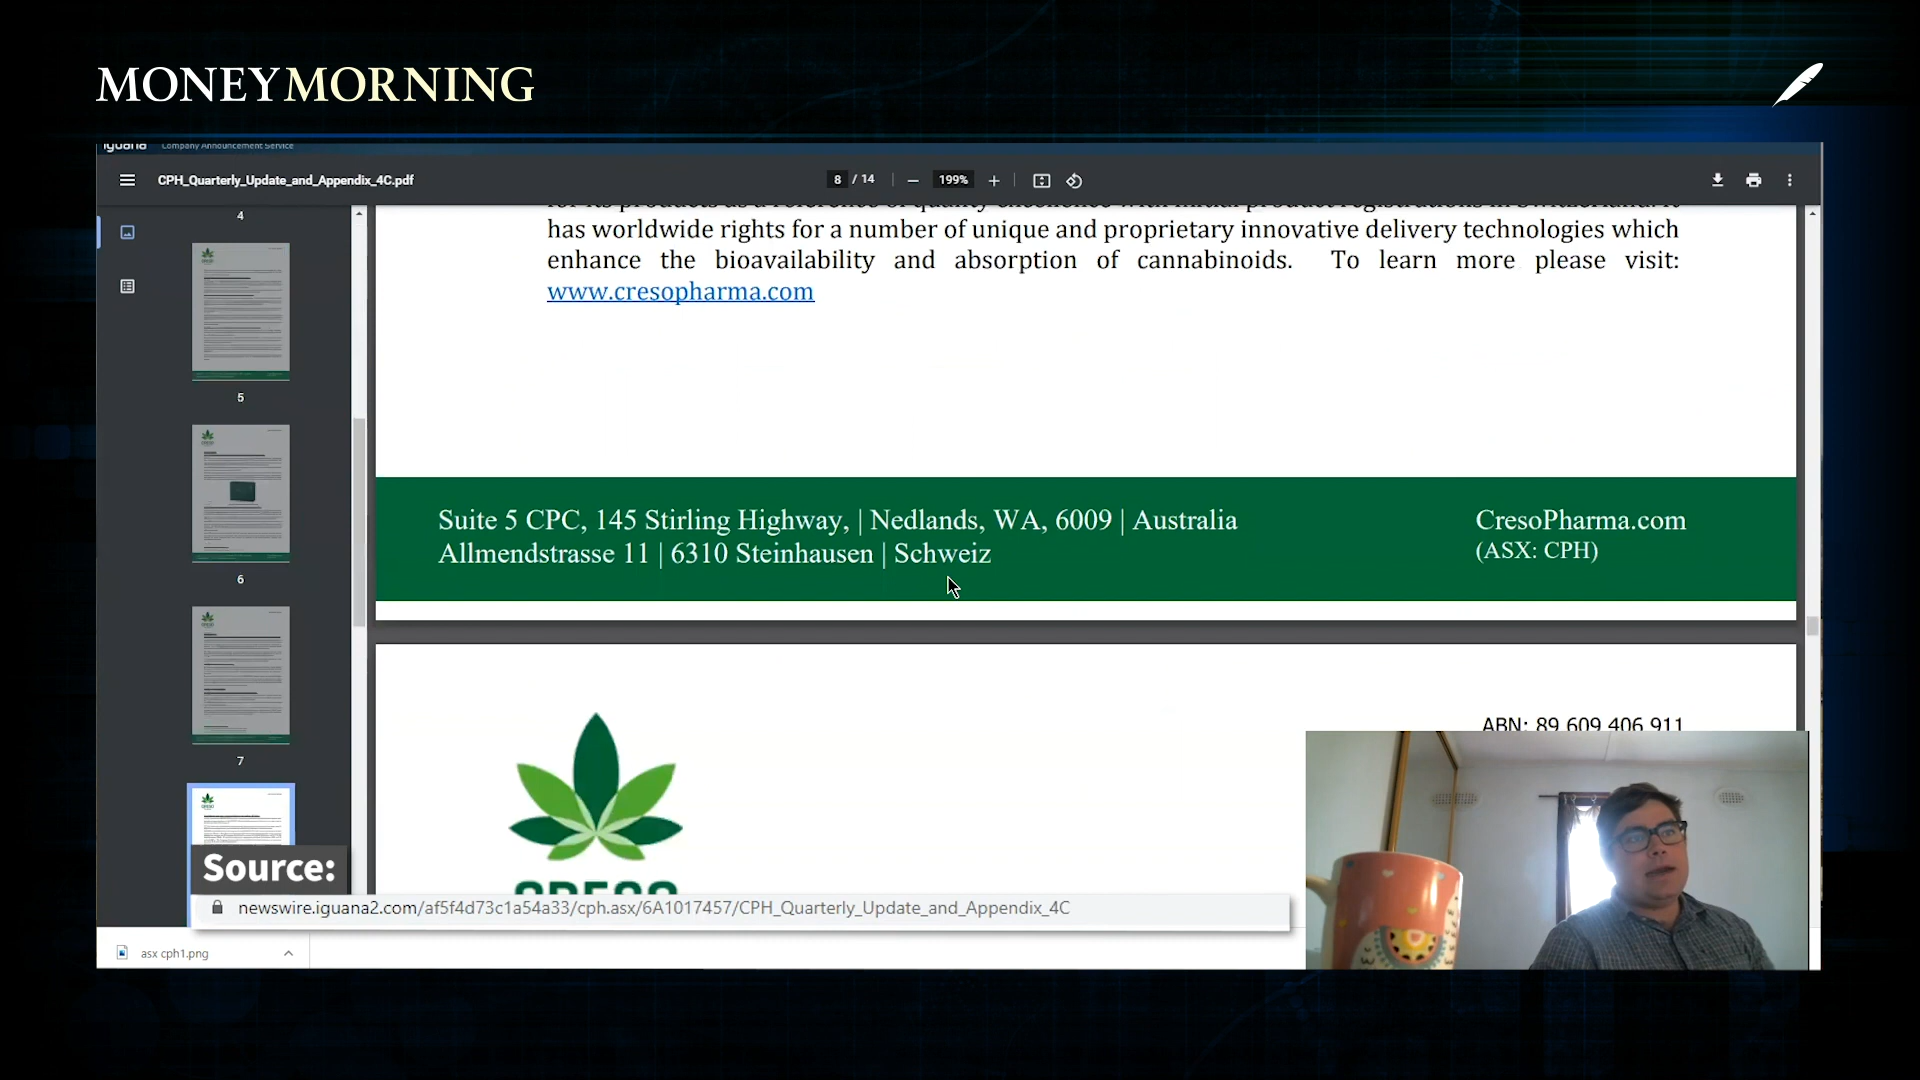 MONEYMORNING
iguana Company Announcement Service
CPH_Quarterly_Update_and_Appendix_4C.pdf
8 / 14
199%
4
5
6
7
has worldwide rights for a number of unique and proprietary innovative delivery technologies which
enhance the bioavailability and absorption of cannabinoids. To learn more please visit:
www.cresopharma.com
Suite 5 CPC, 145 Stirling Highway, | Nedlands, WA, 6009 | Australia
Allmendstrasse 11 | 6310 Steinhausen | Schweiz
CresoPharma.com
(ASX: CPH)
ABN: 89 609 406 911
CRESO
Source:
newswire.iguana2.com/af5f4d73c1a54a33/cph.asx/6A1017457/CPH_Quarterly_Update_and_Appendix_4C
asx cph1.png